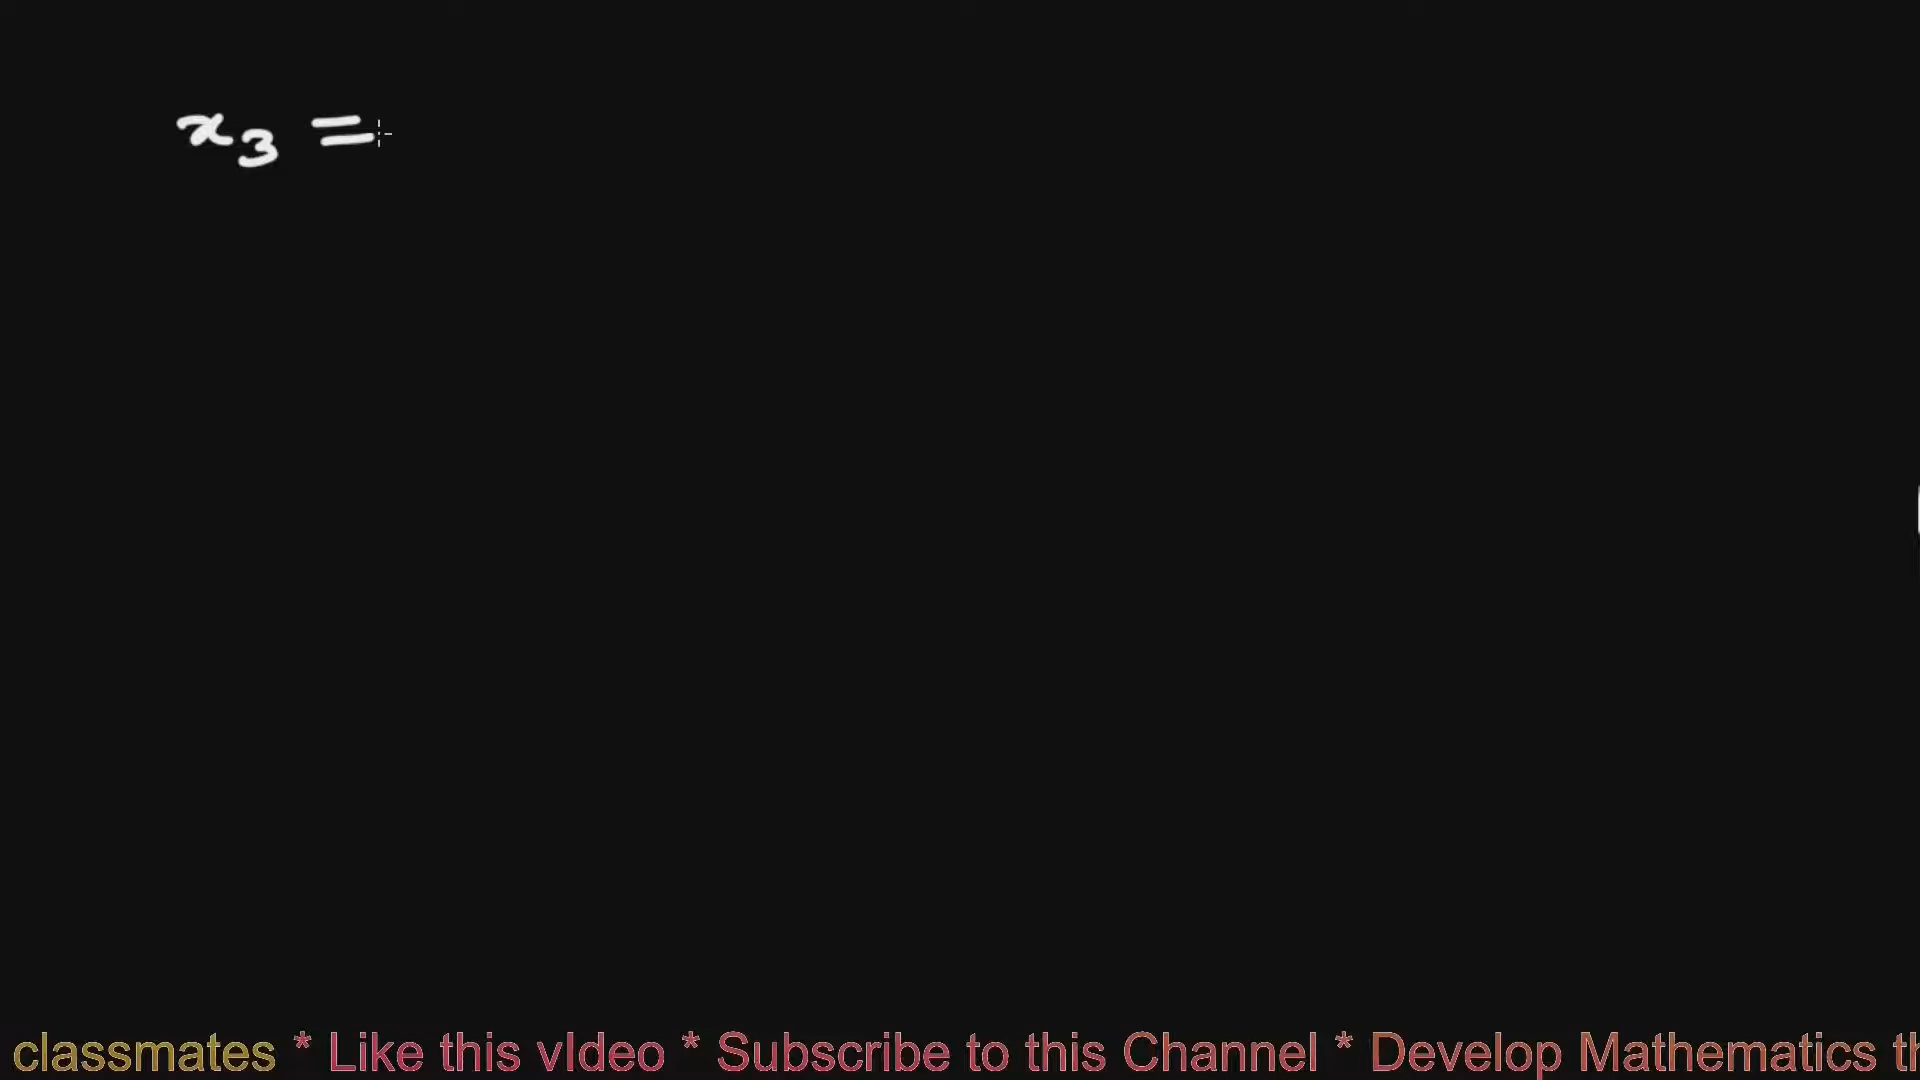 x₃ =
classmates * Like this vIdeo * Subscribe to this Channel * Develop Mathematics th